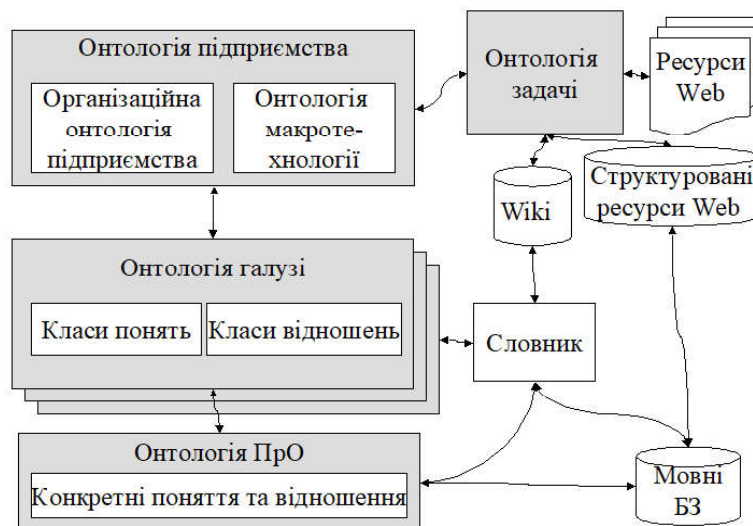 Онтологія підприємства
Організаційна
онтологія
підприємства
Онтологія
макроте-
хнології
Онтологія
задачі
Ресурси
Web
Wiki
Структуровані
ресурси Web
Онтологія галузі
Класи понять
Класи відношень
Словник
Онтологія ПрО
Конкретні поняття та відношення
Мовні
БЗ